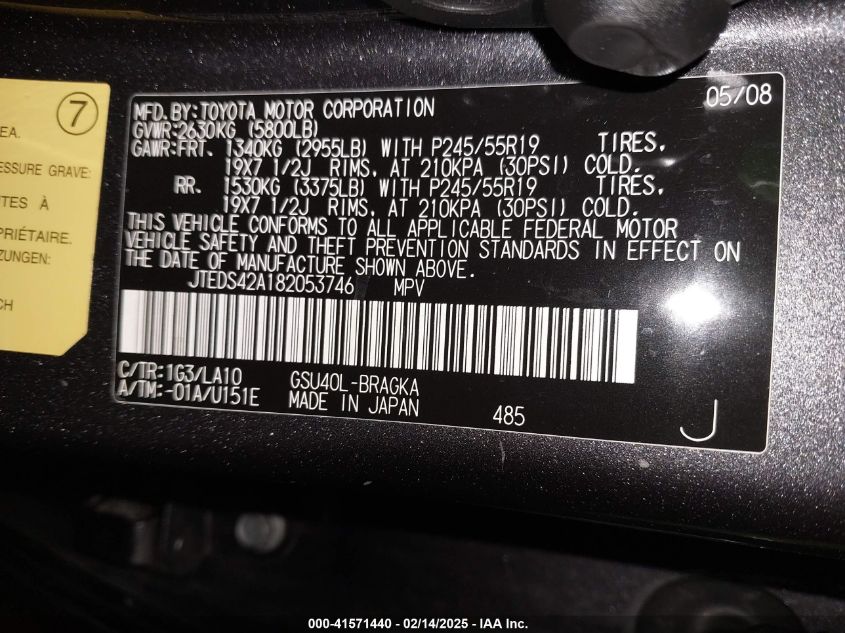 7
EA.
ESSURE GRAVE:
TES À
PRIÉTAIRE.
ZUNGEN:
CH
05/08
MFD. BY: TOYOTA MOTOR CORPORATION
GVWR: 2630KG (5800LB)
GAWR: FRT. 1340KG (2955LB) WITH P245/55R19 TIRES,
19X7 1/2J RIMS, AT 210KPA (30PSI) COLD.
RR. 1530KG (3375LB) WITH P245/55R19 TIRES,
19X7 1/2J RIMS, AT 210KPA (30PSI) COLD.
THIS VEHICLE CONFORMS TO ALL APPLICABLE FEDERAL MOTOR
VEHICLE SAFETY AND THEFT PREVENTION STANDARDS IN EFFECT ON
THE DATE OF MANUFACTURE SHOWN ABOVE.
JTEDS42A182053746 MPV
C/TR: 1G3/LA10 GSU40L-BRAGKA
A/TM: -01A/U151E MADE IN JAPAN 485 J
000-41571440 - 02/14/2025 - IAA Inc.